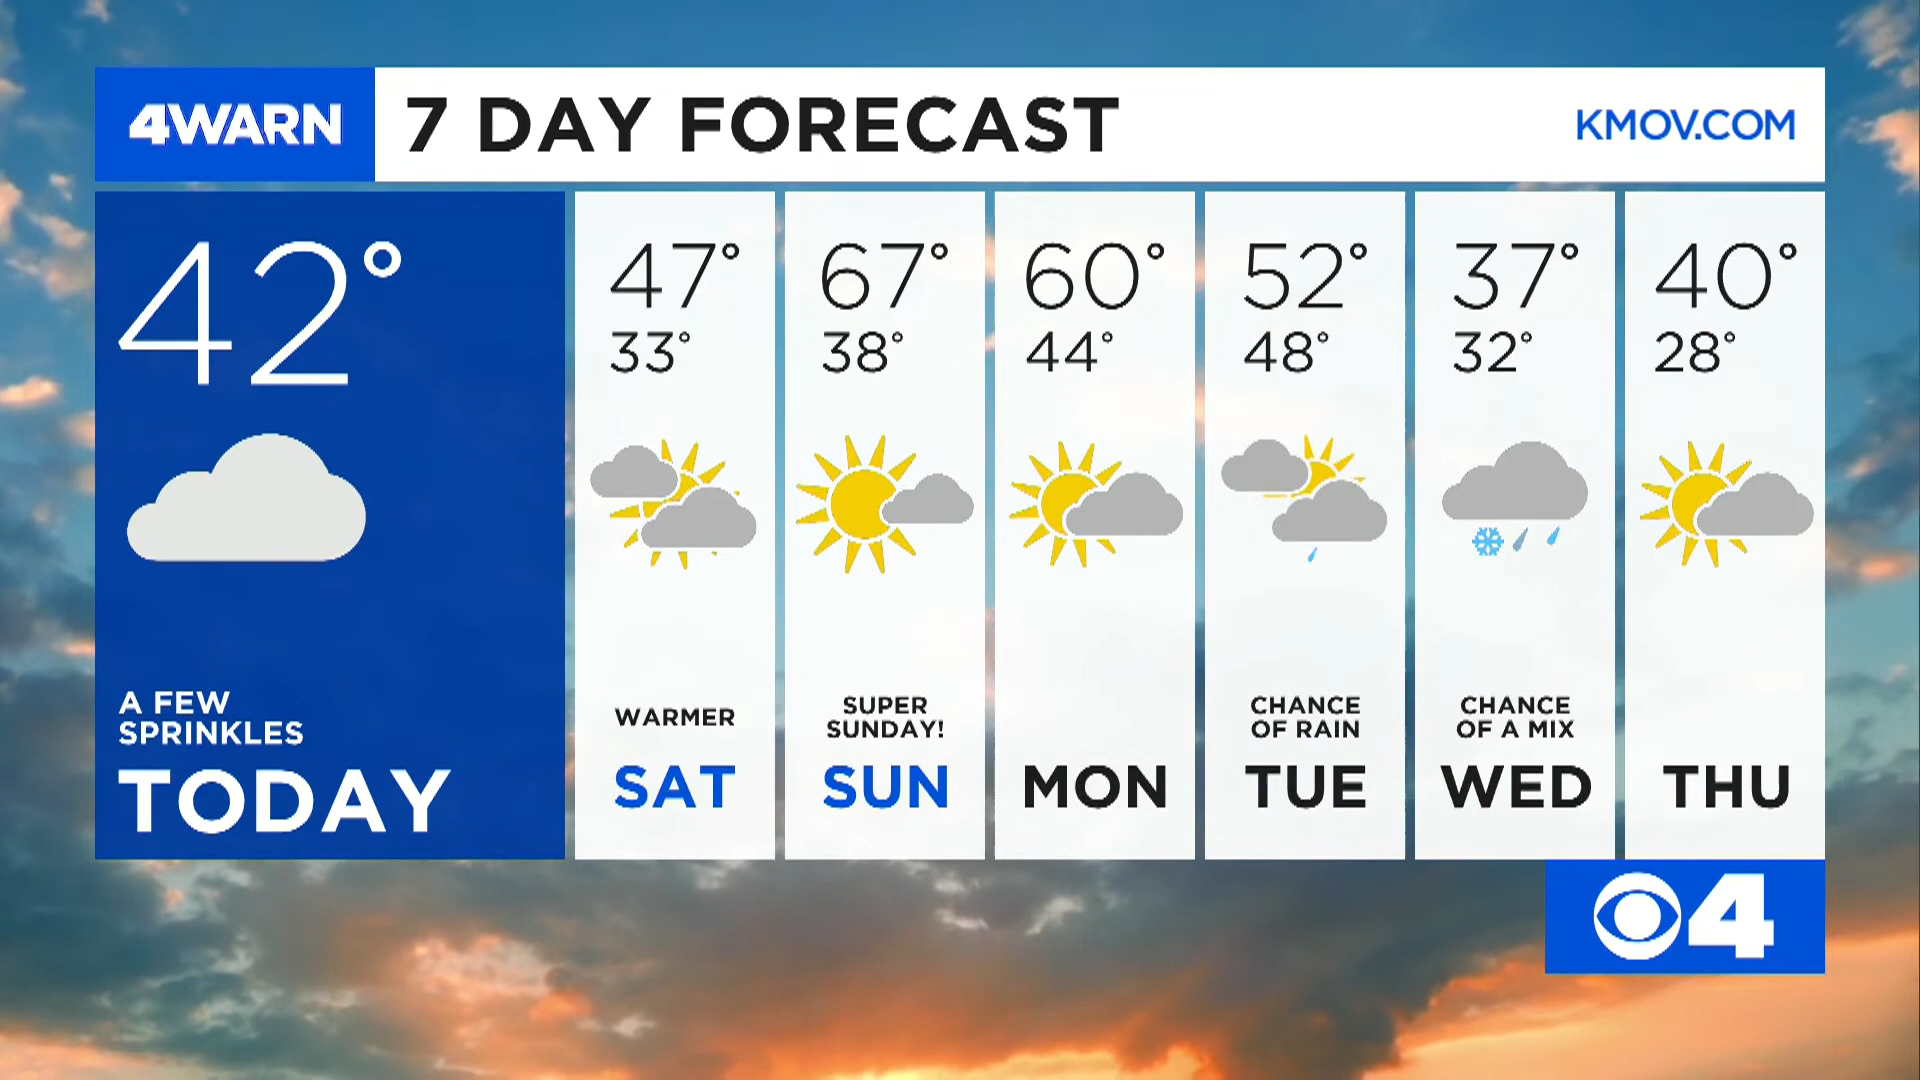 4WARN
7 DAY FORECAST
KMOV.COM
42°
A FEW
SPRINKLES
TODAY
47°
33°
WARMER
SAT
67°
38°
SUPER
SUNDAY!
SUN
60°
44°
MON
52°
48°
CHANCE
OF RAIN
TUE
37°
32°
CHANCE
OF A MIX
WED
40°
28°
THU
4